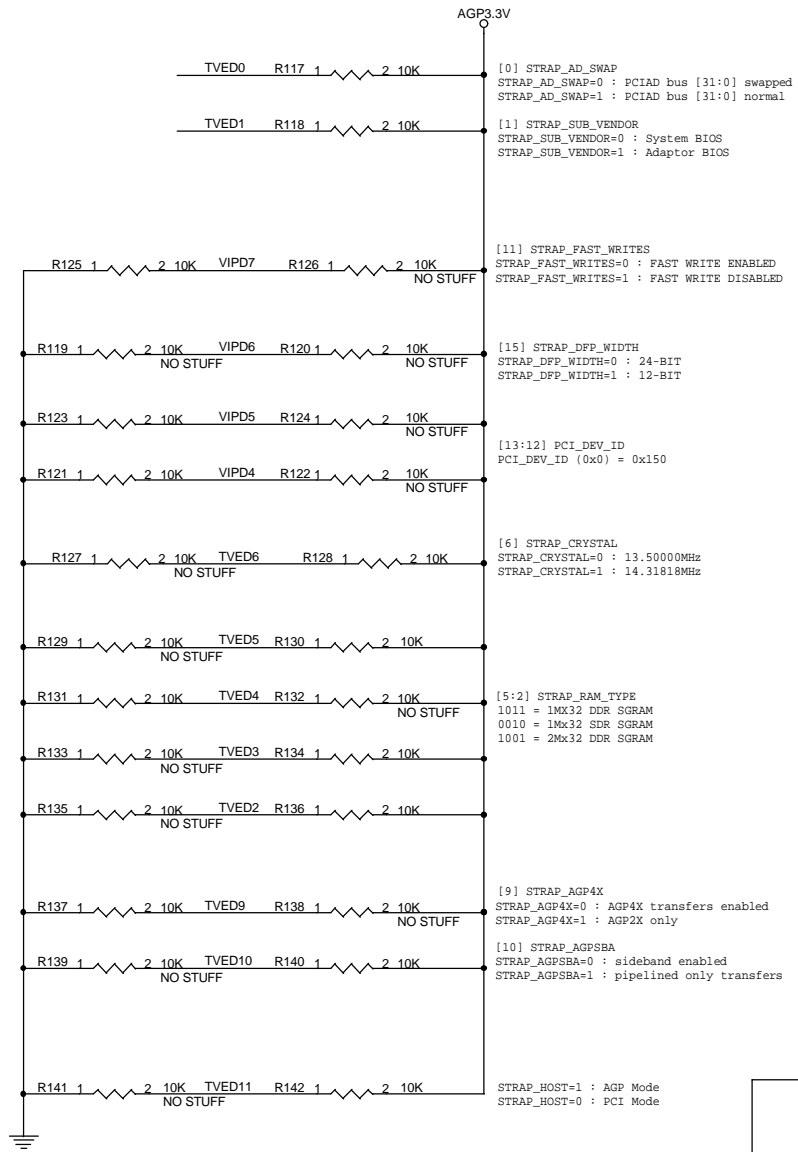 AGP3.3V
TVED0 R117 1 2 10K
[0] STRAP_AD_SWAP
STRAP_AD_SWAP=0 : PCIAD bus [31:0] swapped
STRAP_AD_SWAP=1 : PCIAD bus [31:0] normal
TVED1 R118 1 2 10K
[1] STRAP_SUB_VENDOR
STRAP_SUB_VENDOR=0 : System BIOS
STRAP_SUB_VENDOR=1 : Adaptor BIOS
R125 1 2 10K VIPD7 R126 1 2 10K
NO STUFF
[11] STRAP_FAST_WRITES
STRAP_FAST_WRITES=0 : FAST WRITE ENABLED
STRAP_FAST_WRITES=1 : FAST WRITE DISABLED
R119 1 2 10K VIPD6 R120 1 2 10K
NO STUFF NO STUFF
[15] STRAP_DFP_WIDTH
STRAP_DFP_WIDTH=0 : 24-BIT
STRAP_DFP_WIDTH=1 : 12-BIT
R123 1 2 10K VIPD5 R124 1 2 10K
NO STUFF
[13:12] PCI_DEV_ID
PCI_DEV_ID (0x0) = 0x150
R121 1 2 10K VIPD4 R122 1 2 10K
NO STUFF
R127 1 2 10K TVED6 R128 1 2 10K
NO STUFF
[6] STRAP_CRYSTAL
STRAP_CRYSTAL=0 : 13.50000MHz
STRAP_CRYSTAL=1 : 14.31818MHz
R129 1 2 10K TVED5 R130 1 2 10K
NO STUFF
R131 1 2 10K TVED4 R132 1 2 10K
NO STUFF
[5:2] STRAP_RAM_TYPE
1011 = 1MX32 DDR SGRAM
0010 = 1Mx32 SDR SGRAM
1001 = 2Mx32 DDR SGRAM
R133 1 2 10K TVED3 R134 1 2 10K
NO STUFF
R135 1 2 10K TVED2 R136 1 2 10K
NO STUFF
R137 1 2 10K TVED9 R138 1 2 10K
NO STUFF
[9] STRAP_AGP4X
STRAP_AGP4X=0 : AGP4X transfers enabled
STRAP_AGP4X=1 : AGP2X only
R139 1 2 10K TVED10 R140 1 2 10K
NO STUFF
[10] STRAP_AGPSBA
STRAP_AGPSBA=0 : sideband enabled
STRAP_AGPSBA=1 : pipelined only transfers
R141 1 2 10K TVED11 R142 1 2 10K
NO STUFF
STRAP_HOST=1 : AGP Mode
STRAP_HOST=0 : PCI Mode